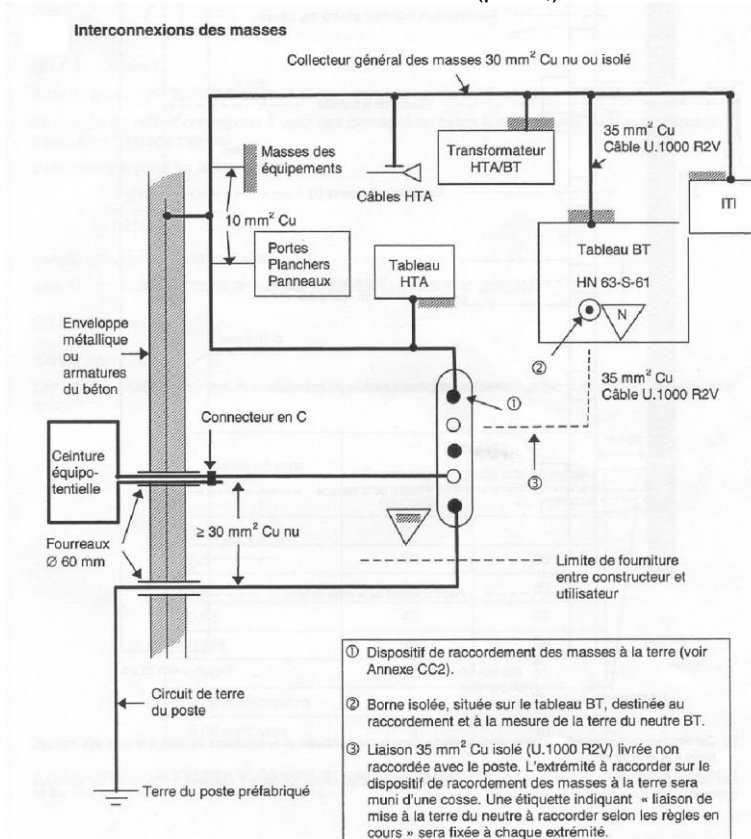 Interconnexions des masses
Collecteur général des masses 30 mm² Cu nu ou isolé
Masses des
équipements
Câbles HTA
Transformateur
HTA/BT
35 mm² Cu
Câble U.1000 R2V
ITI
10 mm² Cu
Portes
Planchers
Panneaux
Tableau
HTA
Tableau BT
HN 63-S-61
N
②
Enveloppe
métallique
ou
armatures
du béton
35 mm² Cu
Câble U.1000 R2V
①
Connecteur en C
③
Ceinture
équipo-
tentielle
≥ 30 mm² Cu nu
Fourreaux
Ø 60 mm
Limite de fourniture
entre constructeur et
utilisateur
Circuit de terre
du poste
Terre du poste préfabriqué
① Dispositif de raccordement des masses à la terre (voir
Annexe CC2).
② Borne isolée, située sur le tableau BT, destinée au
raccordement et à la mesure de la terre du neutre BT.
③ Liaison 35 mm² Cu isolé (U.1000 R2V) livrée non
raccordée avec le poste. L'extrémité à raccorder sur le
dispositif de racordement des masses à la terre sera
muni d'une cosse. Une étiquette indiquant « liaison de
mise à la terre du neutre à raccorder selon les règles en
cours » sera fixée à chaque extrémité.